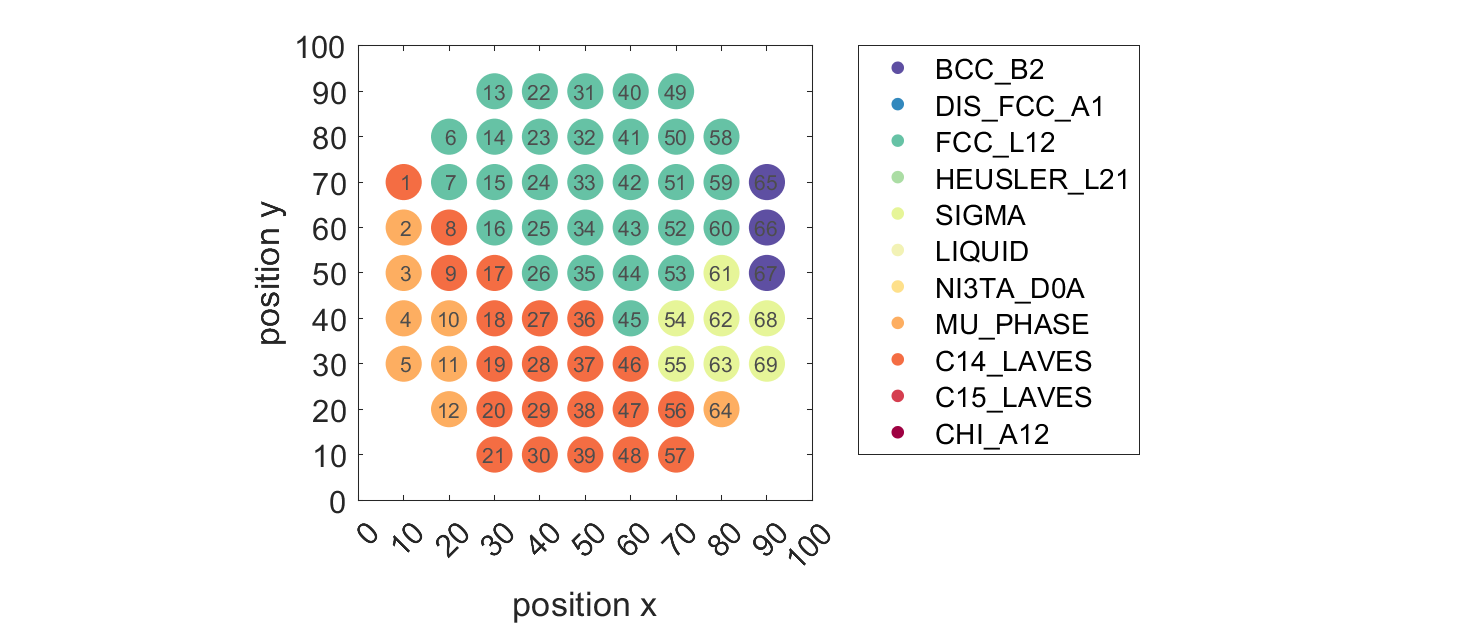 100
90
80
70
60
50
40
30
20
10
0
13 22 31 40 49
6 14 23 32 41 50 58
1 7 15 24 33 42 51 59 65
2 8 16 25 34 43 52 60 66
3 9 17 26 35 44 53 61 67
4 10 18 27 36 45 54 62 68
5 11 19 28 37 46 55 63 69
12 20 29 38 47 56 64
21 30 39 48 57
0 10 20 30 40 50 60 70 80 90 100
position x
position y
BCC_B2
DIS_FCC_A1
FCC_L12
HEUSLER_L21
SIGMA
LIQUID
NI3TA_D0A
MU_PHASE
C14_LAVES
C15_LAVES
CHI_A12